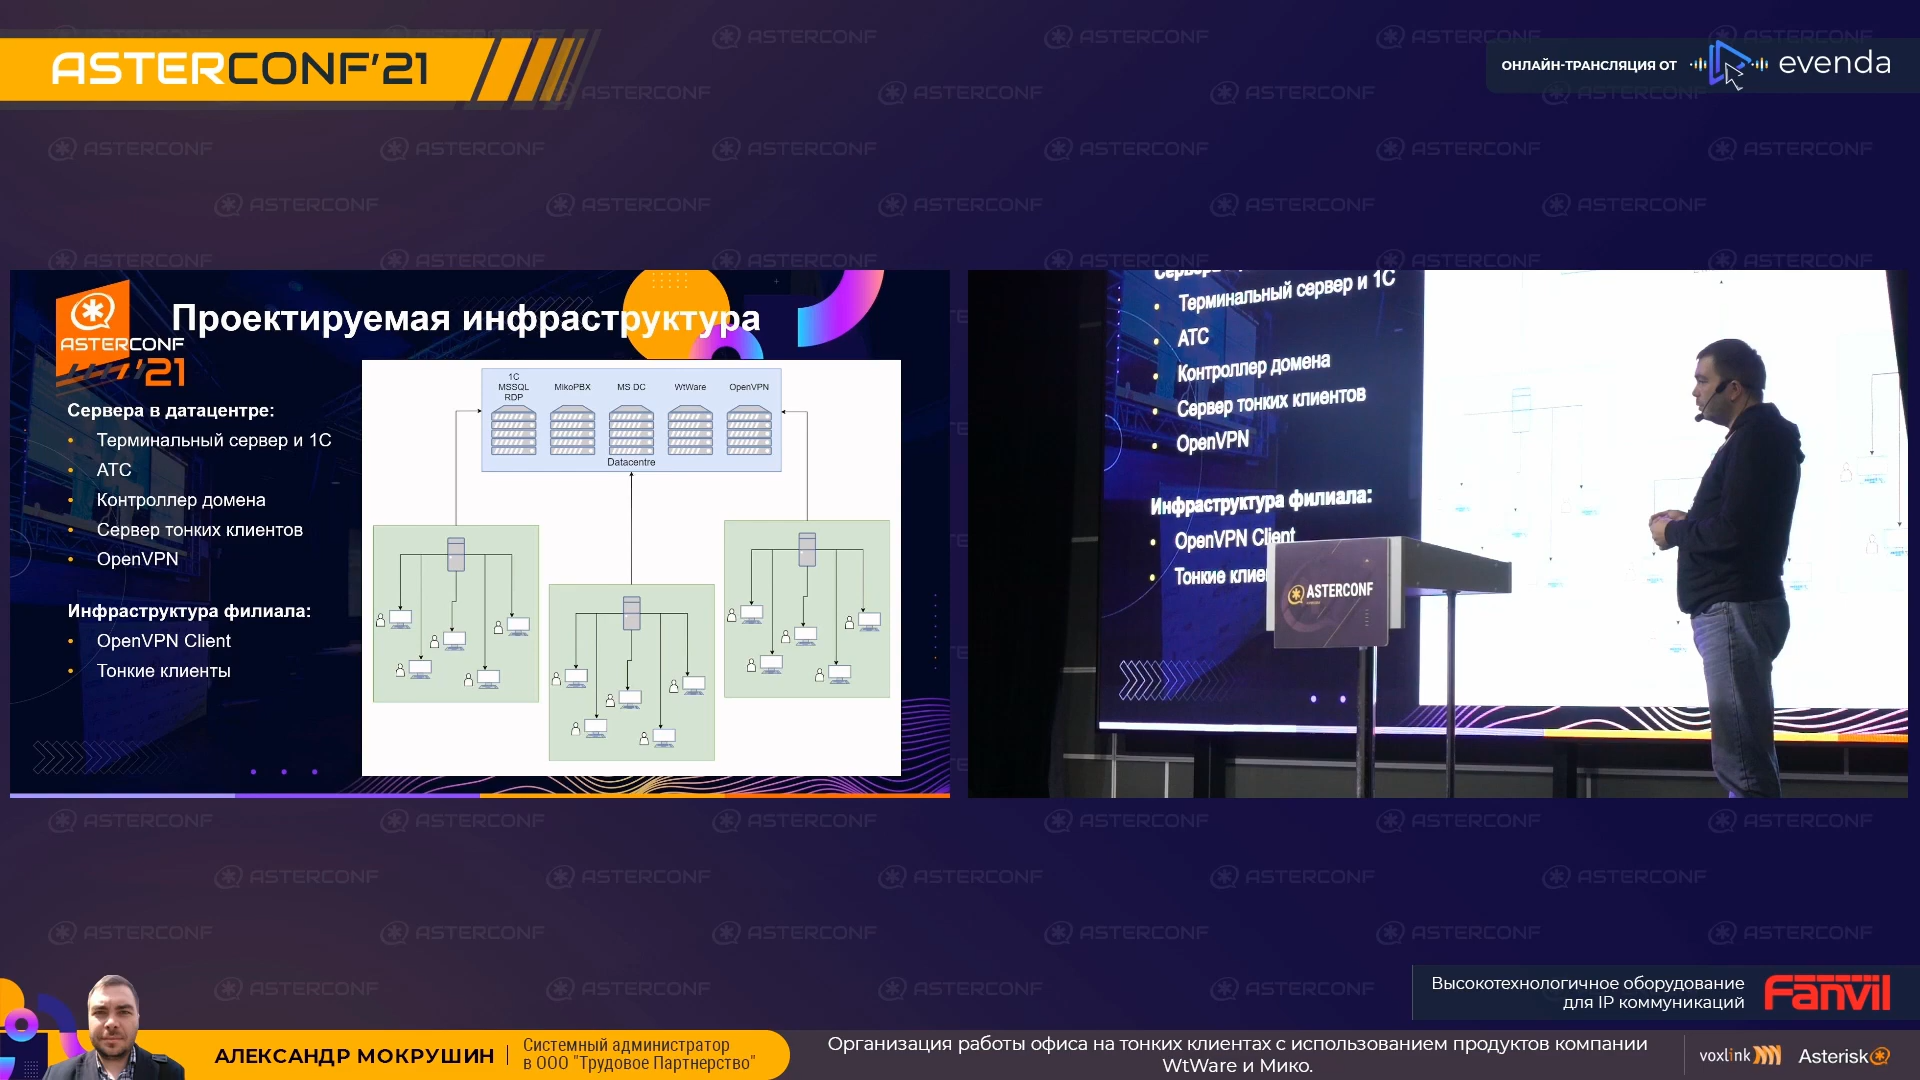 ASTERCONF'21
ОНЛАЙН-ТРАНСЛЯЦИЯ ОТ
evenda
ASTERCONF
'21
Проектируемая инфраструктура
Сервера в датацентре:
• Терминальный сервер и 1С
• АТС
• Контроллер домена
• Сервер тонких клиентов
• OpenVPN
Инфраструктура филиала:
• OpenVPN Client
• Тонкие клиенты
1C
MSSQL
RDP
MikoPBX
MS DC
WtWare
OpenVPN
Datacentre
• Терминальный сервер и 1С
• АТС
• Контроллер домена
• Сервер тонких клиентов
• OpenVPN
Инфраструктура филиала:
• OpenVPN Client
• Тонкие клие
ASTERCONF
Высокотехнологичное оборудование
для IP коммуникаций
Fanvil
АЛЕКСАНДР МОКРУШИН
Системный администратор
в ООО "Трудовое Партнерство"
Организация работы офиса на тонких клиентах с использованием продуктов компании
WtWare и Мико.
voxlink
Asterisk